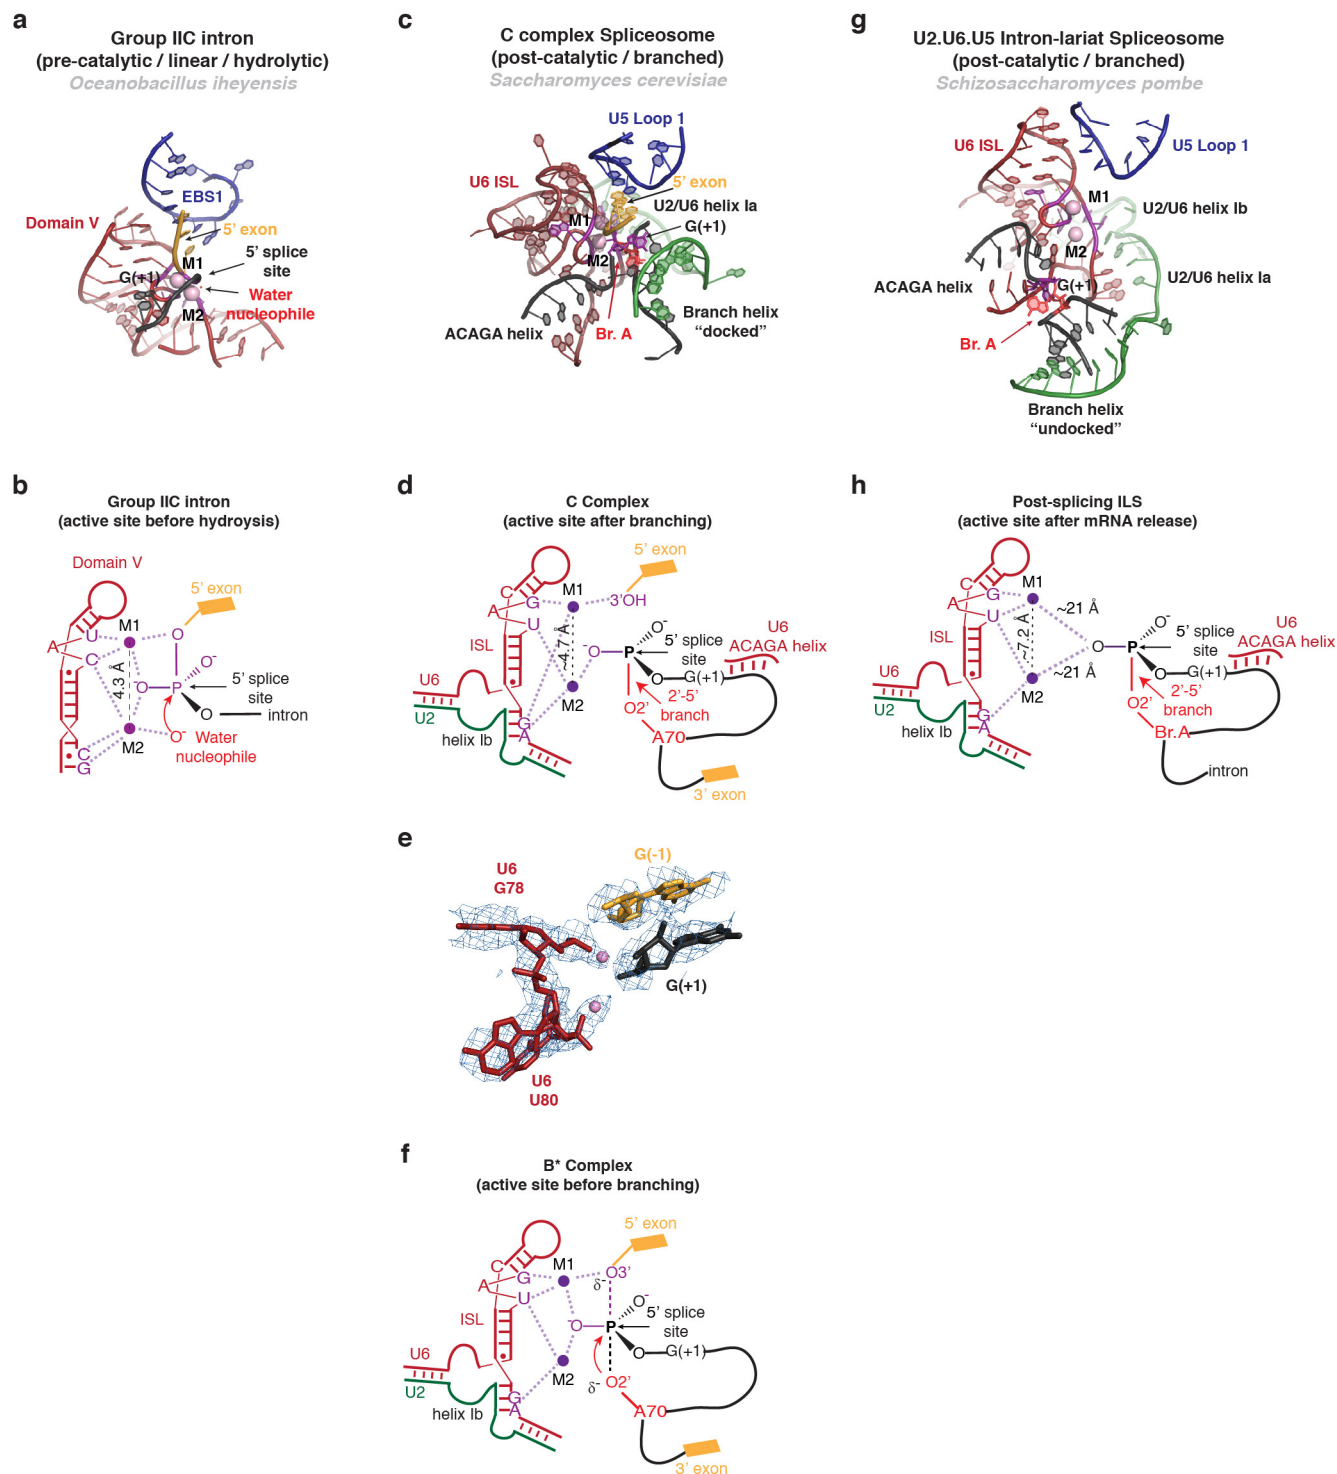 a
Group IIC intron
(pre-catalytic / linear / hydrolytic)
Oceanobacillus iheyensis
EBS1
Domain V
5' exon
5' splice
site
M1
G(+1)
Water
nucleophile
M2
b
Group IIC intron
(active site before hydroysis)
Domain V
5' exon
M1
U
O
A
C
O-
4.3 Å
O
P
5' splice
site
O
intron
M2
O-
Water
nucleophile
C
G
c
C complex Spliceosome
(post-catalytic / branched)
Saccharomyces cerevisiae
U5 Loop 1
U6 ISL
5' exon
U2/U6 helix Ia
M1
G(+1)
M2
ACAGA helix
Br. A
Branch helix
“docked”
d
C Complex
(active site after branching)
5' exon
M1
C
G
3'OH
A
U
O-
~4.7 Å
ISL
-O
P
5' splice
site
U6
ACAGA helix
O
G(+1)
U6
U2
M2
2'-5'
branch
O2'
helix Ib
G
A
A70
3' exon
e
G(-1)
U6
G78
G(+1)
U6
U80
f
B* Complex
(active site before branching)
5' exon
M1
C
G
O3'
A
δ-
U
O-
ISL
-O
P
5' splice
site
O
G(+1)
U6
U2
M2
δ-
O2'
helix Ib
G
A
A70
3' exon
g
U2.U6.U5 Intron-lariat Spliceosome
(post-catalytic / branched)
Schizosaccharomyces pombe
U6 ISL
U5 Loop 1
M1
U2/U6 helix Ib
M2
U2/U6 helix Ia
ACAGA helix
G(+1)
Br. A
Branch helix
“undocked”
h
Post-splicing ILS
(active site after mRNA release)
M1
C
G
~21 Å
A
U
O-
~7.2 Å
ISL
O
P
5' splice
site
U6
ACAGA helix
~21 Å
O
G(+1)
U6
U2
M2
2'-5'
branch
O2'
helix Ib
G
A
Br.A
intron